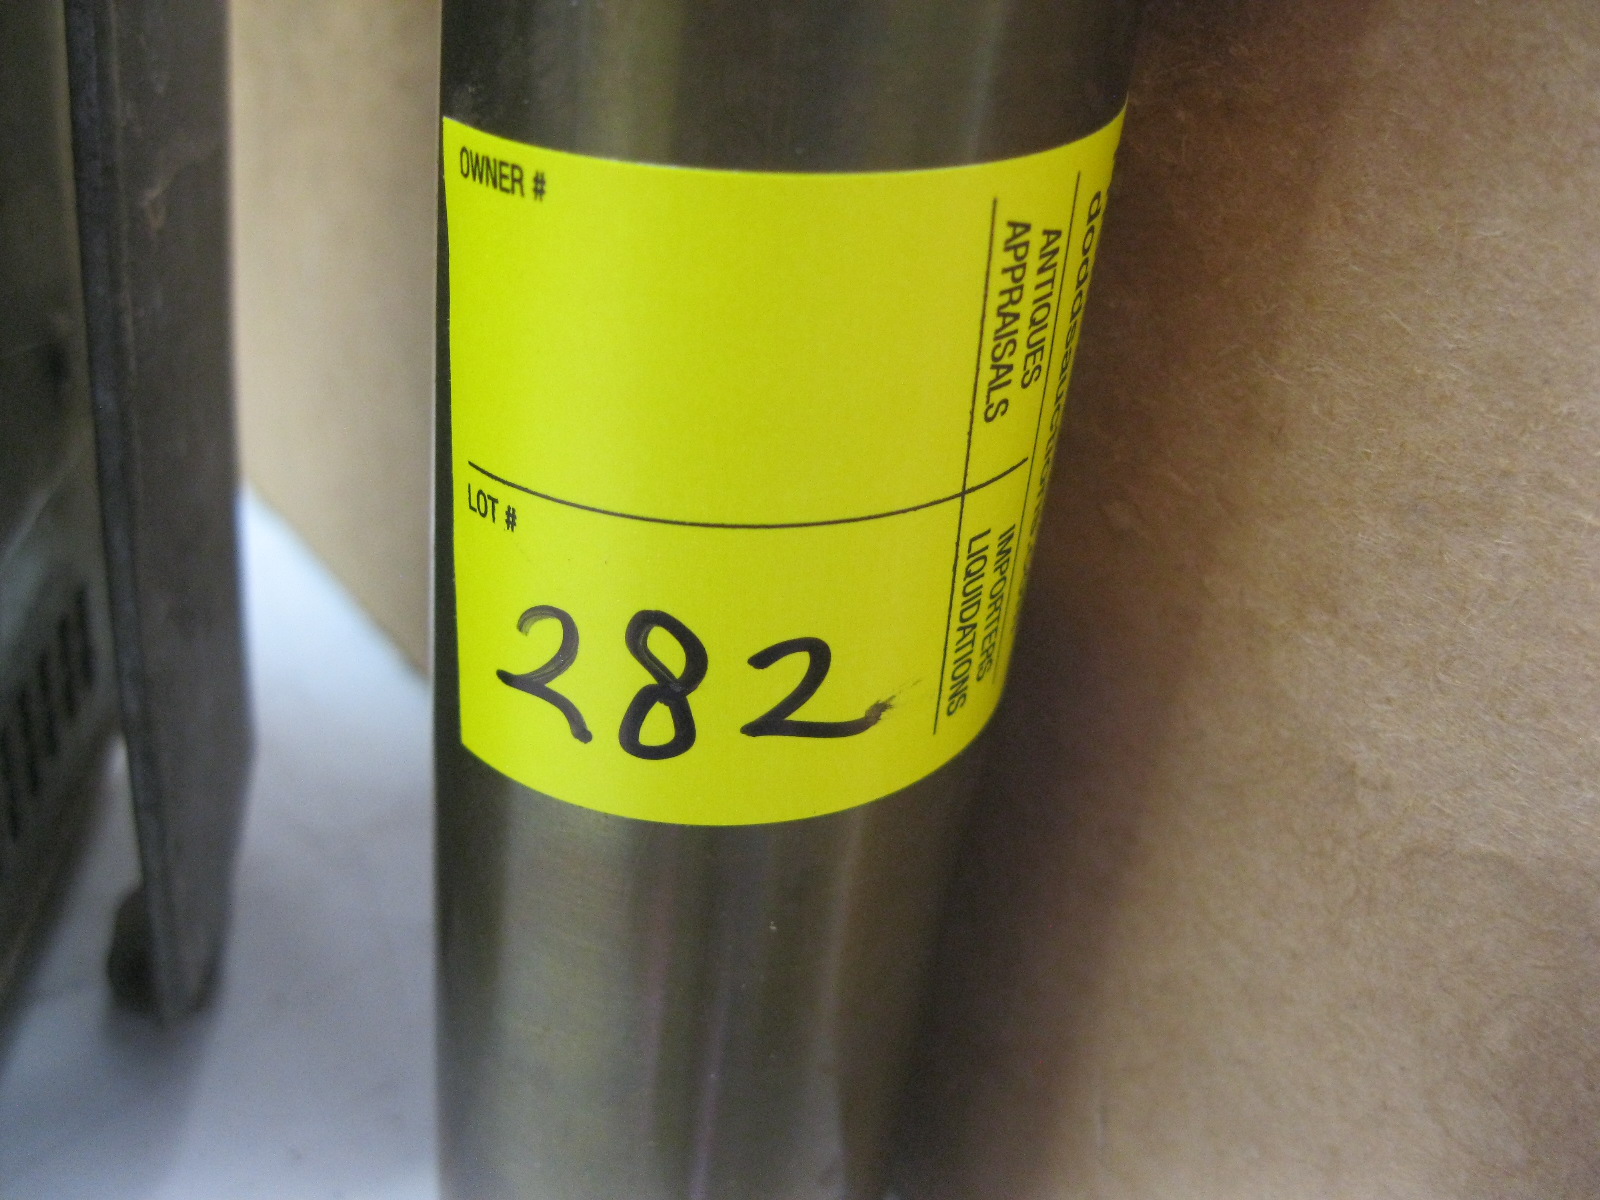 OWNER #
LOT #
282
ANTIQUES
APPRAISALS
IMPORTERS
LIQUIDATIONS